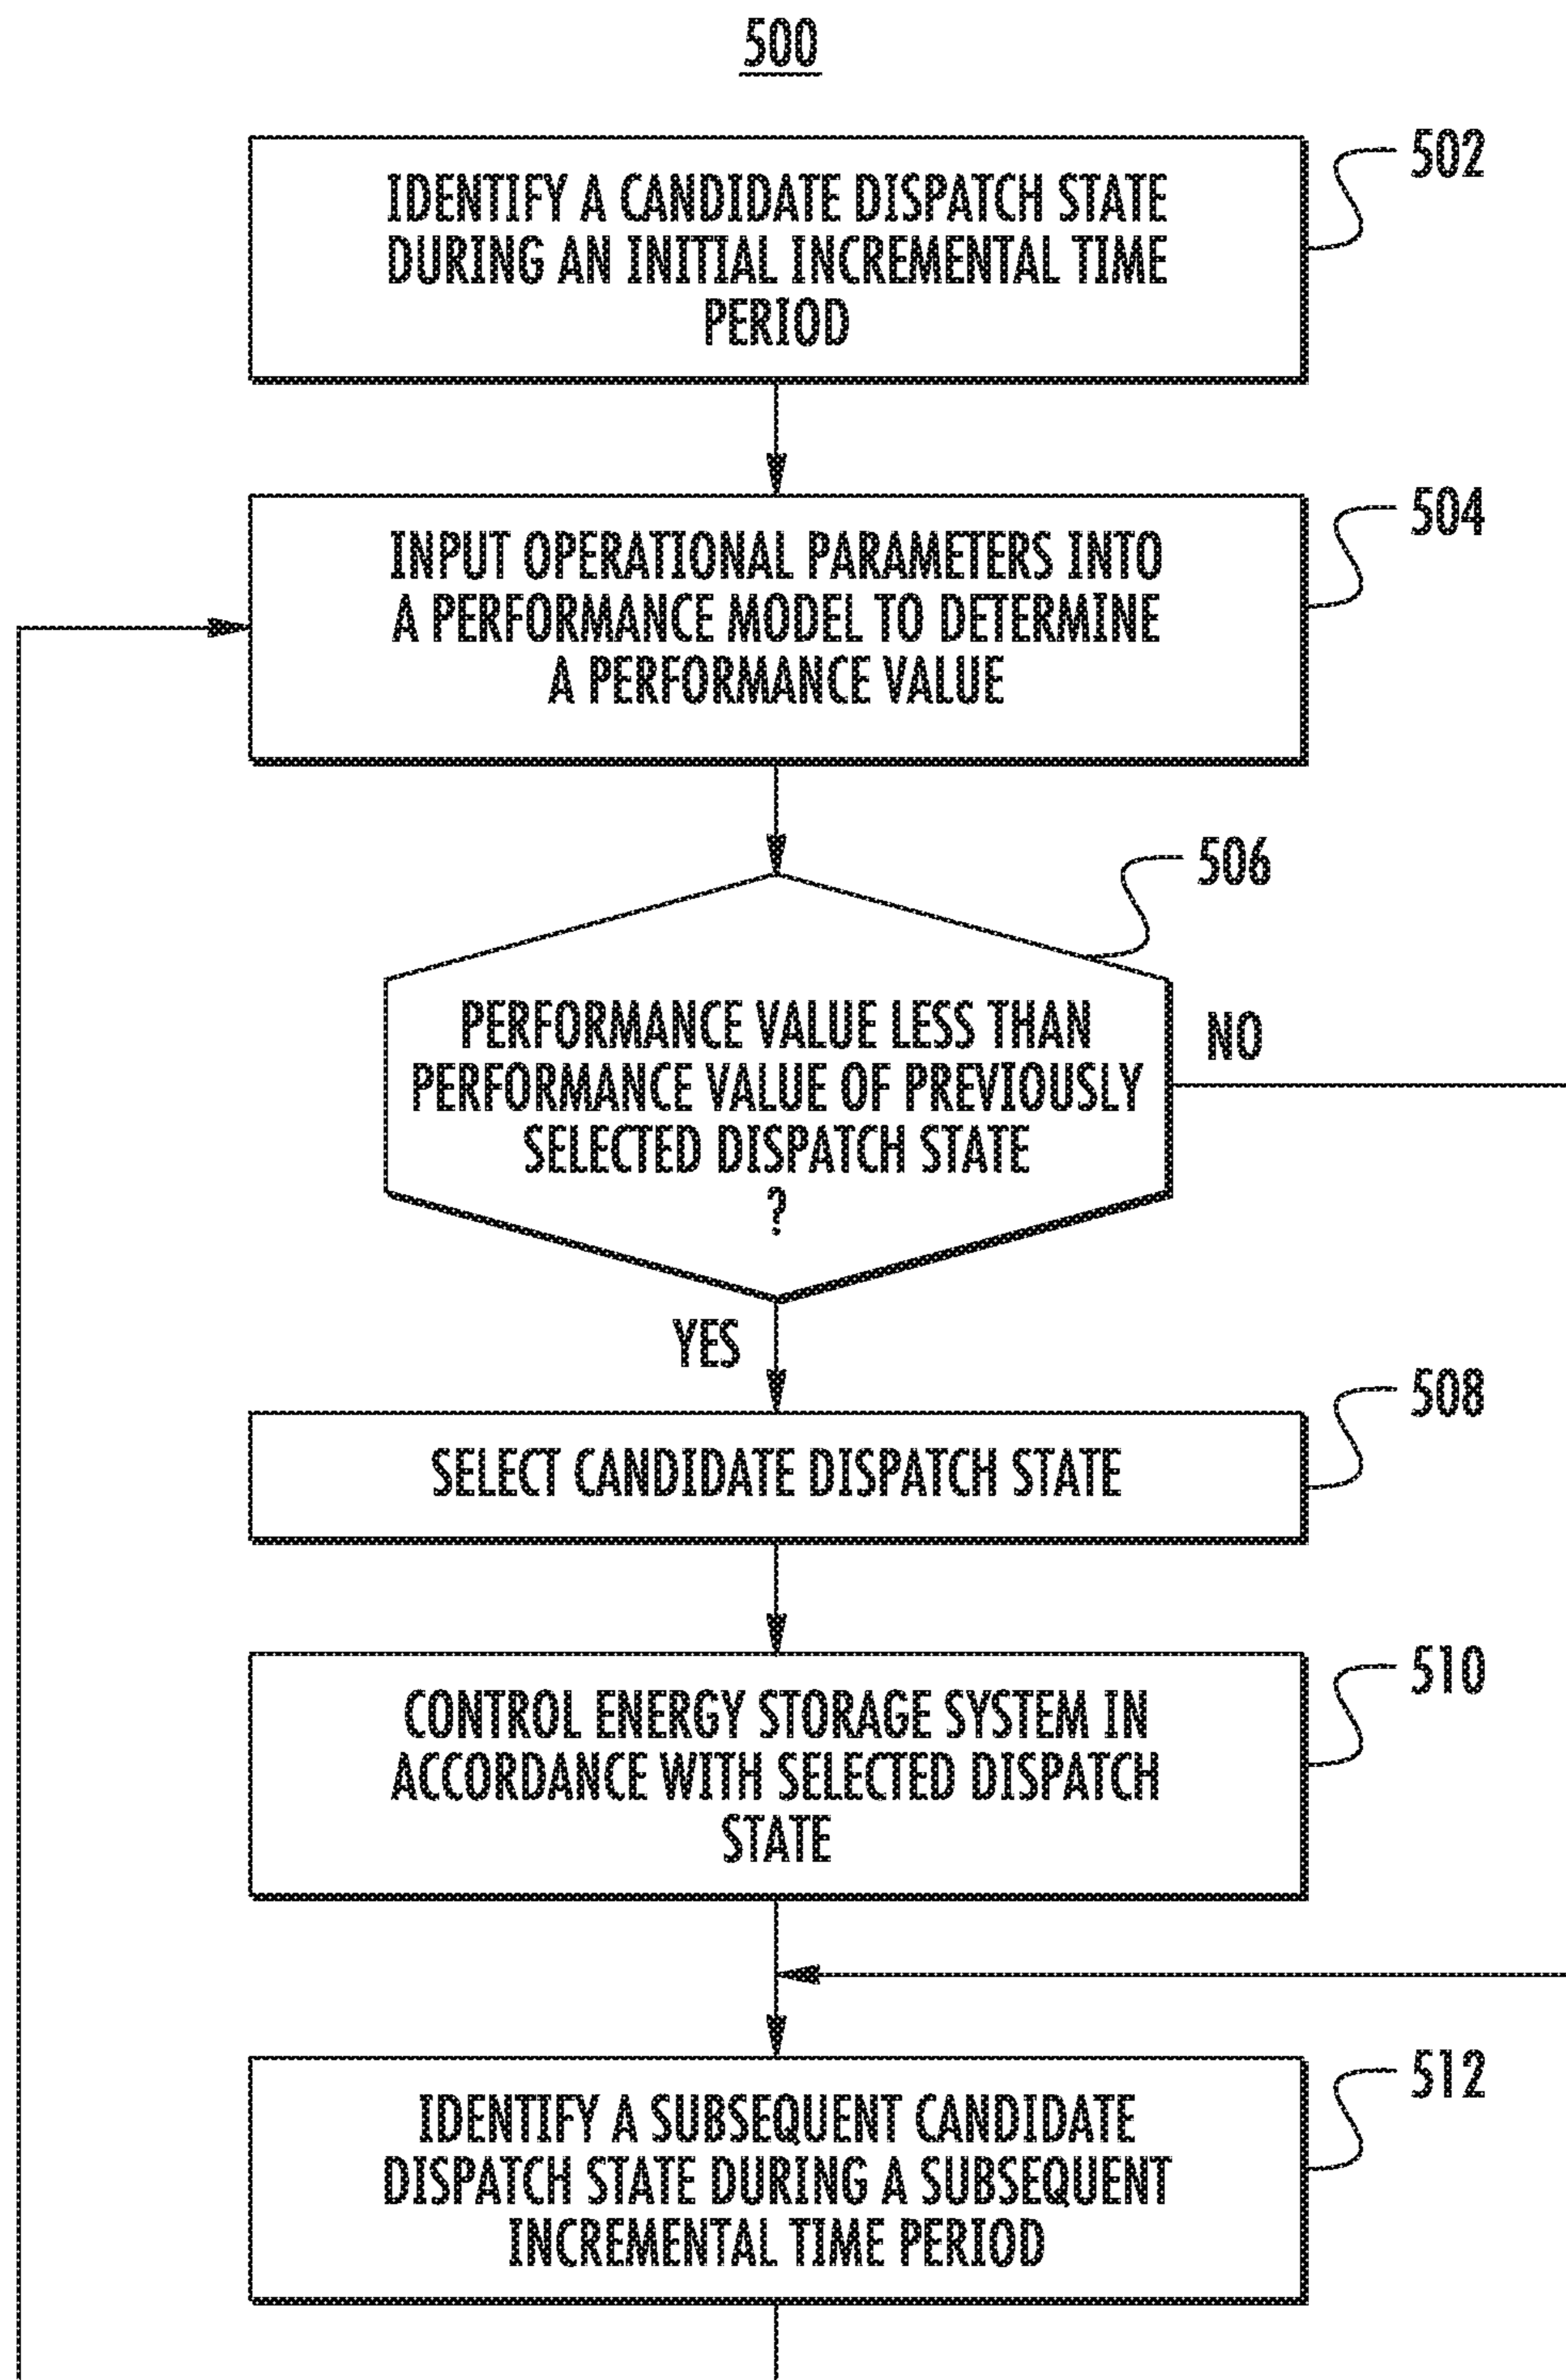 500
IDENTIFY A CANDIDATE DISPATCH STATE
DURING AN INITIAL INCREMENTAL TIME
PERIOD
502
INPUT OPERATIONAL PARAMETERS INTO
A PERFORMANCE MODEL TO DETERMINE
A PERFORMANCE VALUE
504
506
PERFORMANCE VALUE LESS THAN
PERFORMANCE VALUE OF PREVIOUSLY
SELECTED DISPATCH STATE
?
NO
YES
SELECT CANDIDATE DISPATCH STATE
508
CONTROL ENERGY STORAGE SYSTEM IN
ACCORDANCE WITH SELECTED DISPATCH
STATE
510
IDENTIFY A SUBSEQUENT CANDIDATE
DISPATCH STATE DURING A SUBSEQUENT
INCREMENTAL TIME PERIOD
512